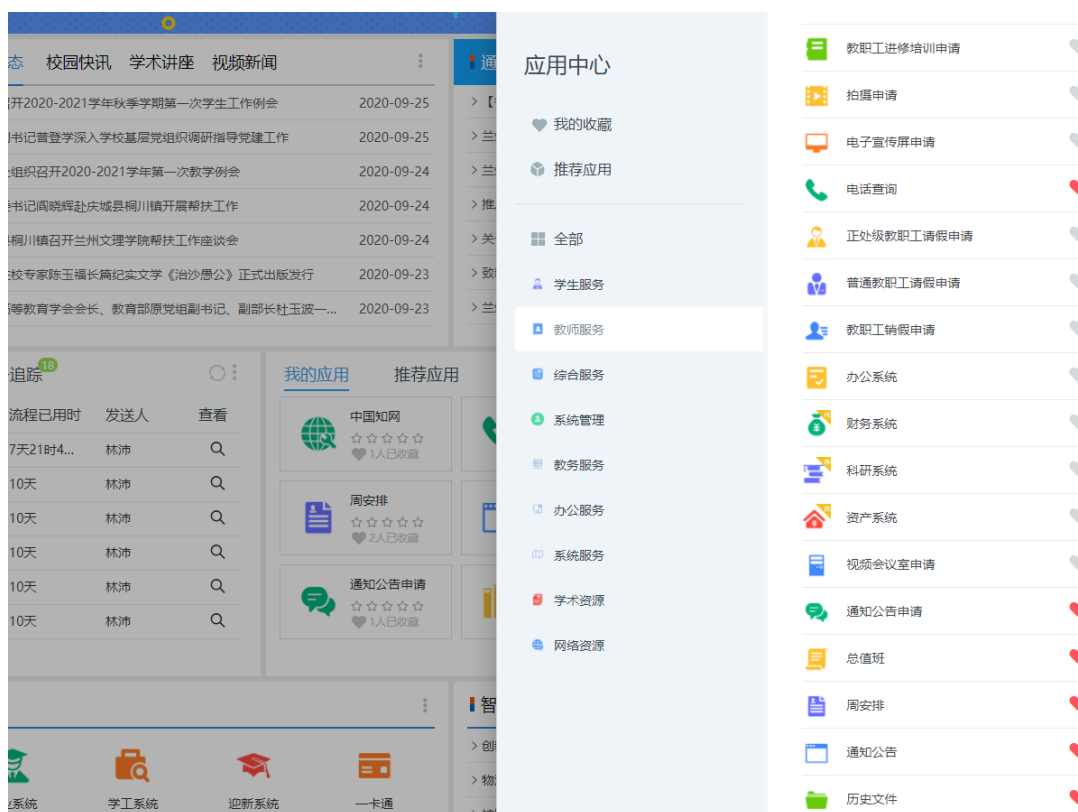 态 校园快讯 学术讲座 视频新闻
开2020-2021学年秋季学期第一次学生工作例会 2020-09-25
书记普登学深入学校基层党组织调研指导党建工作 2020-09-25
组织召开2020-2021学年第一次教学例会 2020-09-24
书记阎晓辉赴庆城县桐川镇开展帮扶工作 2020-09-24
桐川镇召开兰州文理学院帮扶工作座谈会 2020-09-24
校专家陈玉福长篇纪实文学《治沙愚公》正式出版发行 2020-09-23
等教育学会会长、教育部原党组副书记、副部长杜玉波一... 2020-09-23
通
>【
> 兰
> 兰
> 推
> 关
> 致
> 兰
追踪 18
流程已用时 发送人 查看
7天21时4... 林沛
10天 林沛
10天 林沛
10天 林沛
10天 林沛
10天 林沛
我的应用 推荐应用
中国知网
1人已收藏
周安排
2人已收藏
通知公告申请
1人已收藏
系统 学工系统 迎新系统 一卡通
智
> 创
> 物
应用中心
我的收藏
推荐应用
全部
学生服务
教师服务
综合服务
系统管理
教务服务
办公服务
系统服务
学术资源
网络资源
教职工进修培训申请
拍摄申请
电子宣传屏申请
电话查询
正处级教职工请假申请
普通教职工请假申请
教职工销假申请
办公系统
财务系统
科研系统
资产系统
视频会议室申请
通知公告申请
总值班
周安排
通知公告
历史文件